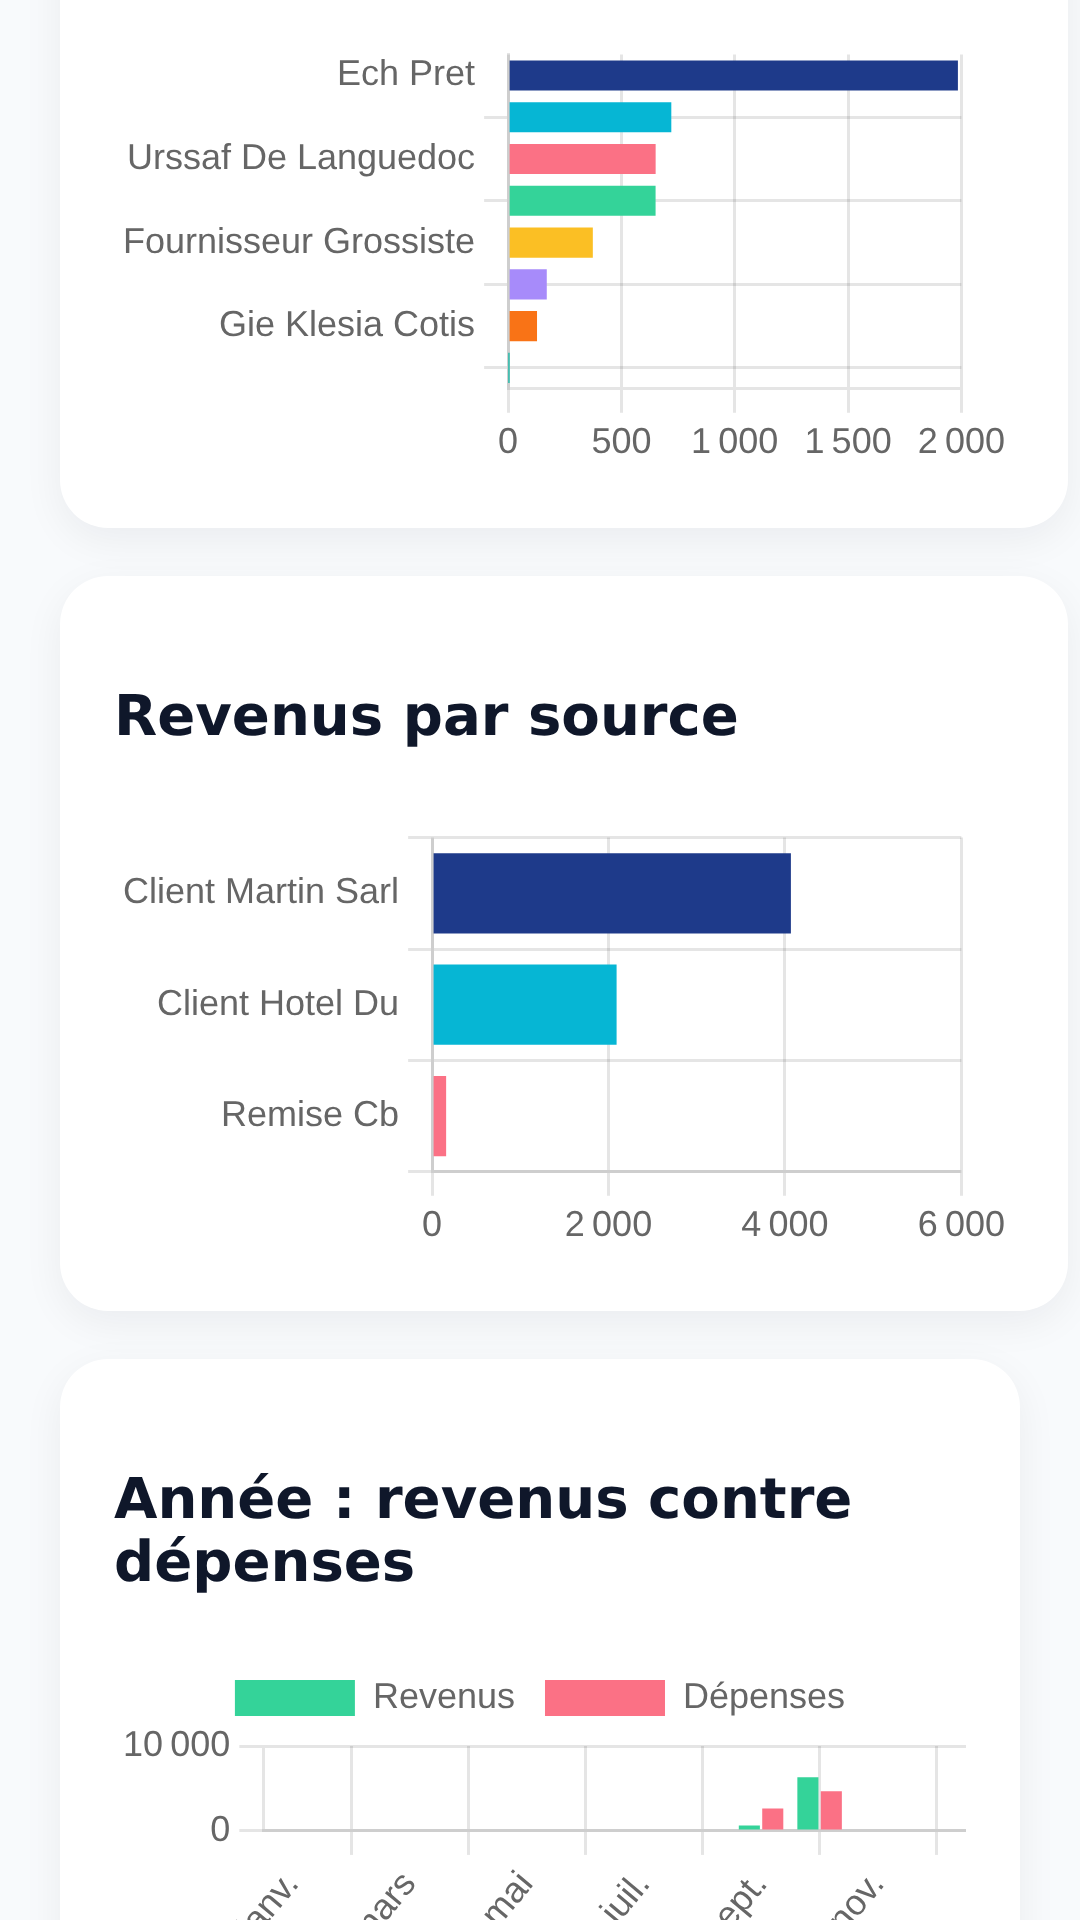 Ech Pret
Urssaf De Languedoc
Fournisseur Grossiste
Gie Klesia Cotis
0 500 1 000 1 500 2 000
Revenus par source
Client Martin Sarl
Client Hotel Du
Remise Cb
0 2 000 4 000 6 000
Année : revenus contre
dépenses
Revenus Dépenses
10 000
0
mai juil.